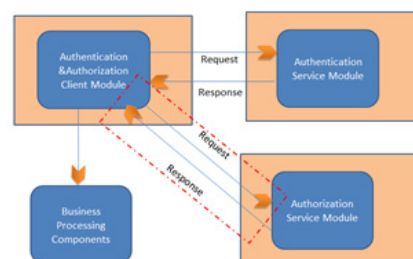 Authentication
&Authorization
Client Module
Request
Response
Authentication
Service Module
Request
Response
Business
Processing
Components
Authorization
Service Module